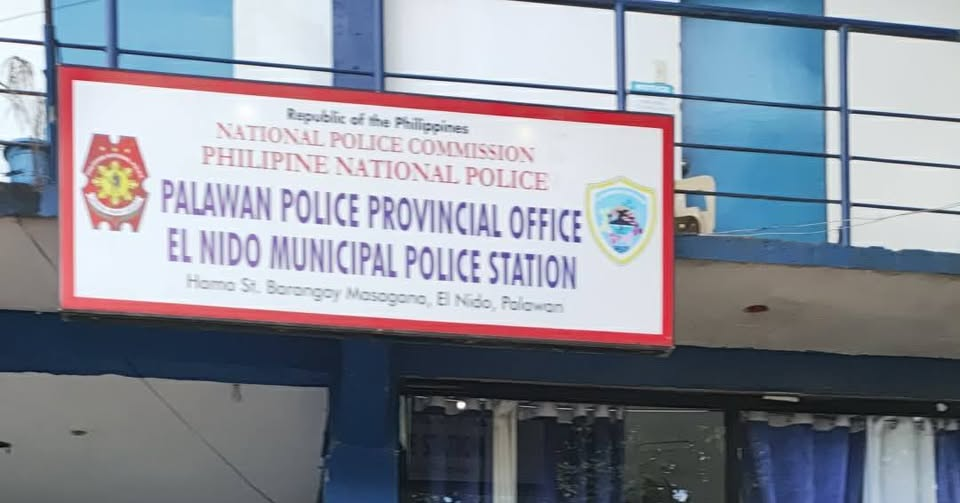 Republic of the Philippines
NATIONAL POLICE COMMISSION
PHILIPINE NATIONAL POLICE
PALAWAN POLICE PROVINCIAL OFFICE
EL NIDO MUNICIPAL POLICE STATION
Hama St. Barangay Masagana, El Nido, Palawan